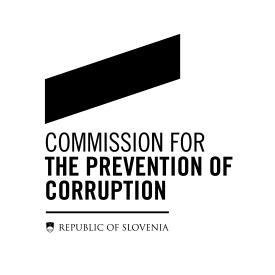 COMMISSION FOR
THE PREVENTION OF
CORRUPTION
REPUBLIC OF SLOVENIA